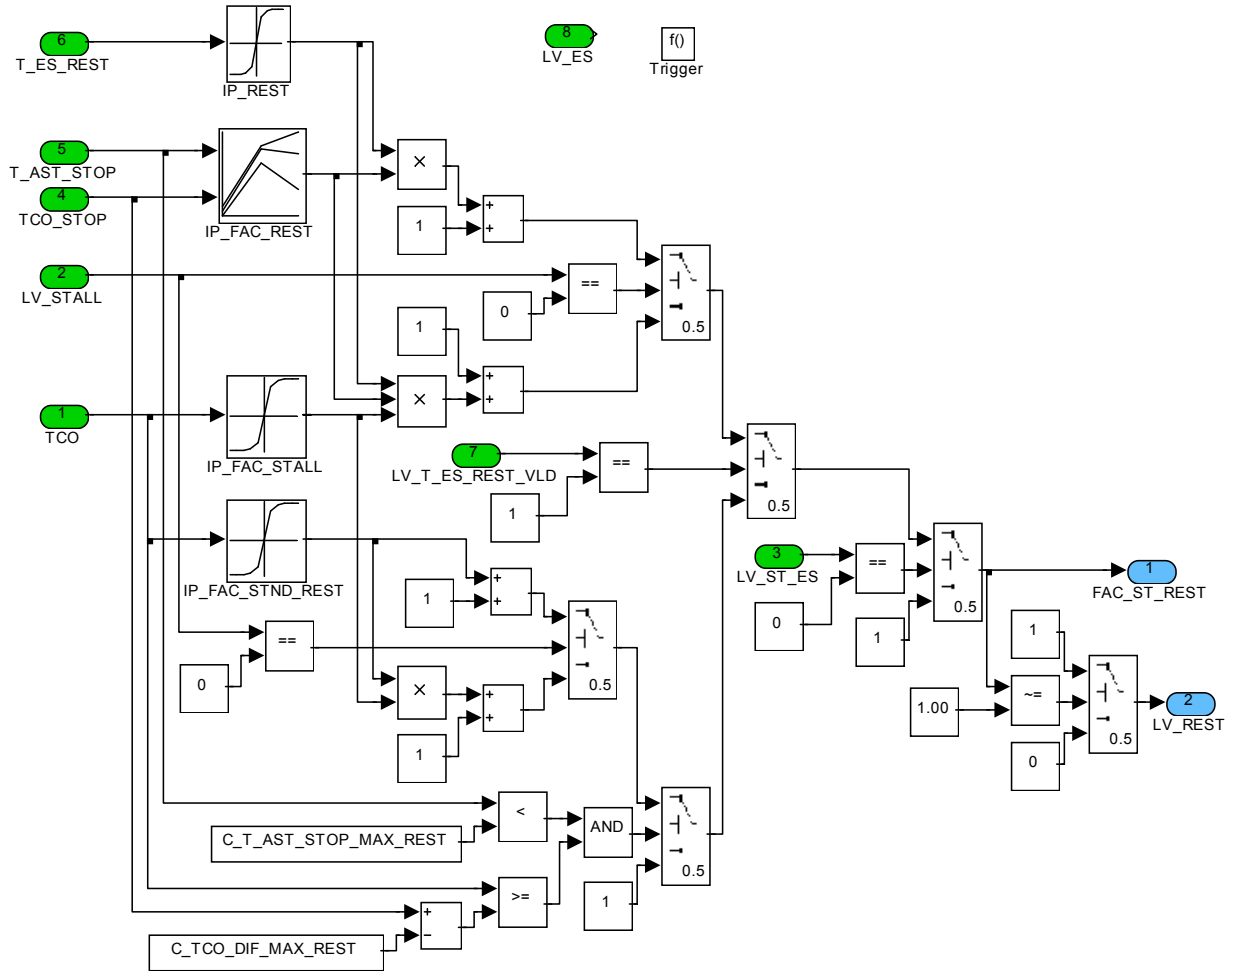 6
T_ES_REST
IP_REST
8
LV_ES
f()
Trigger
5
T_AST_STOP
4
TCO_STOP
IP_FAC_REST
×
1
+
+
2
LV_STALL
==
0
0.5
1
+
+
×
1
TCO
IP_FAC_STALL
7
LV_T_ES_REST_VLD
==
1
0.5
IP_FAC_STND_REST
1
+
+
3
LV_ST_ES
==
0
1
0.5
1
FAC_ST_REST
==
0
0.5
×
+
+
1
1
1.00
~=
0
0.5
2
LV_REST
C_T_AST_STOP_MAX_REST
<
AND
0.5
>=
1
+
−
C_TCO_DIF_MAX_REST